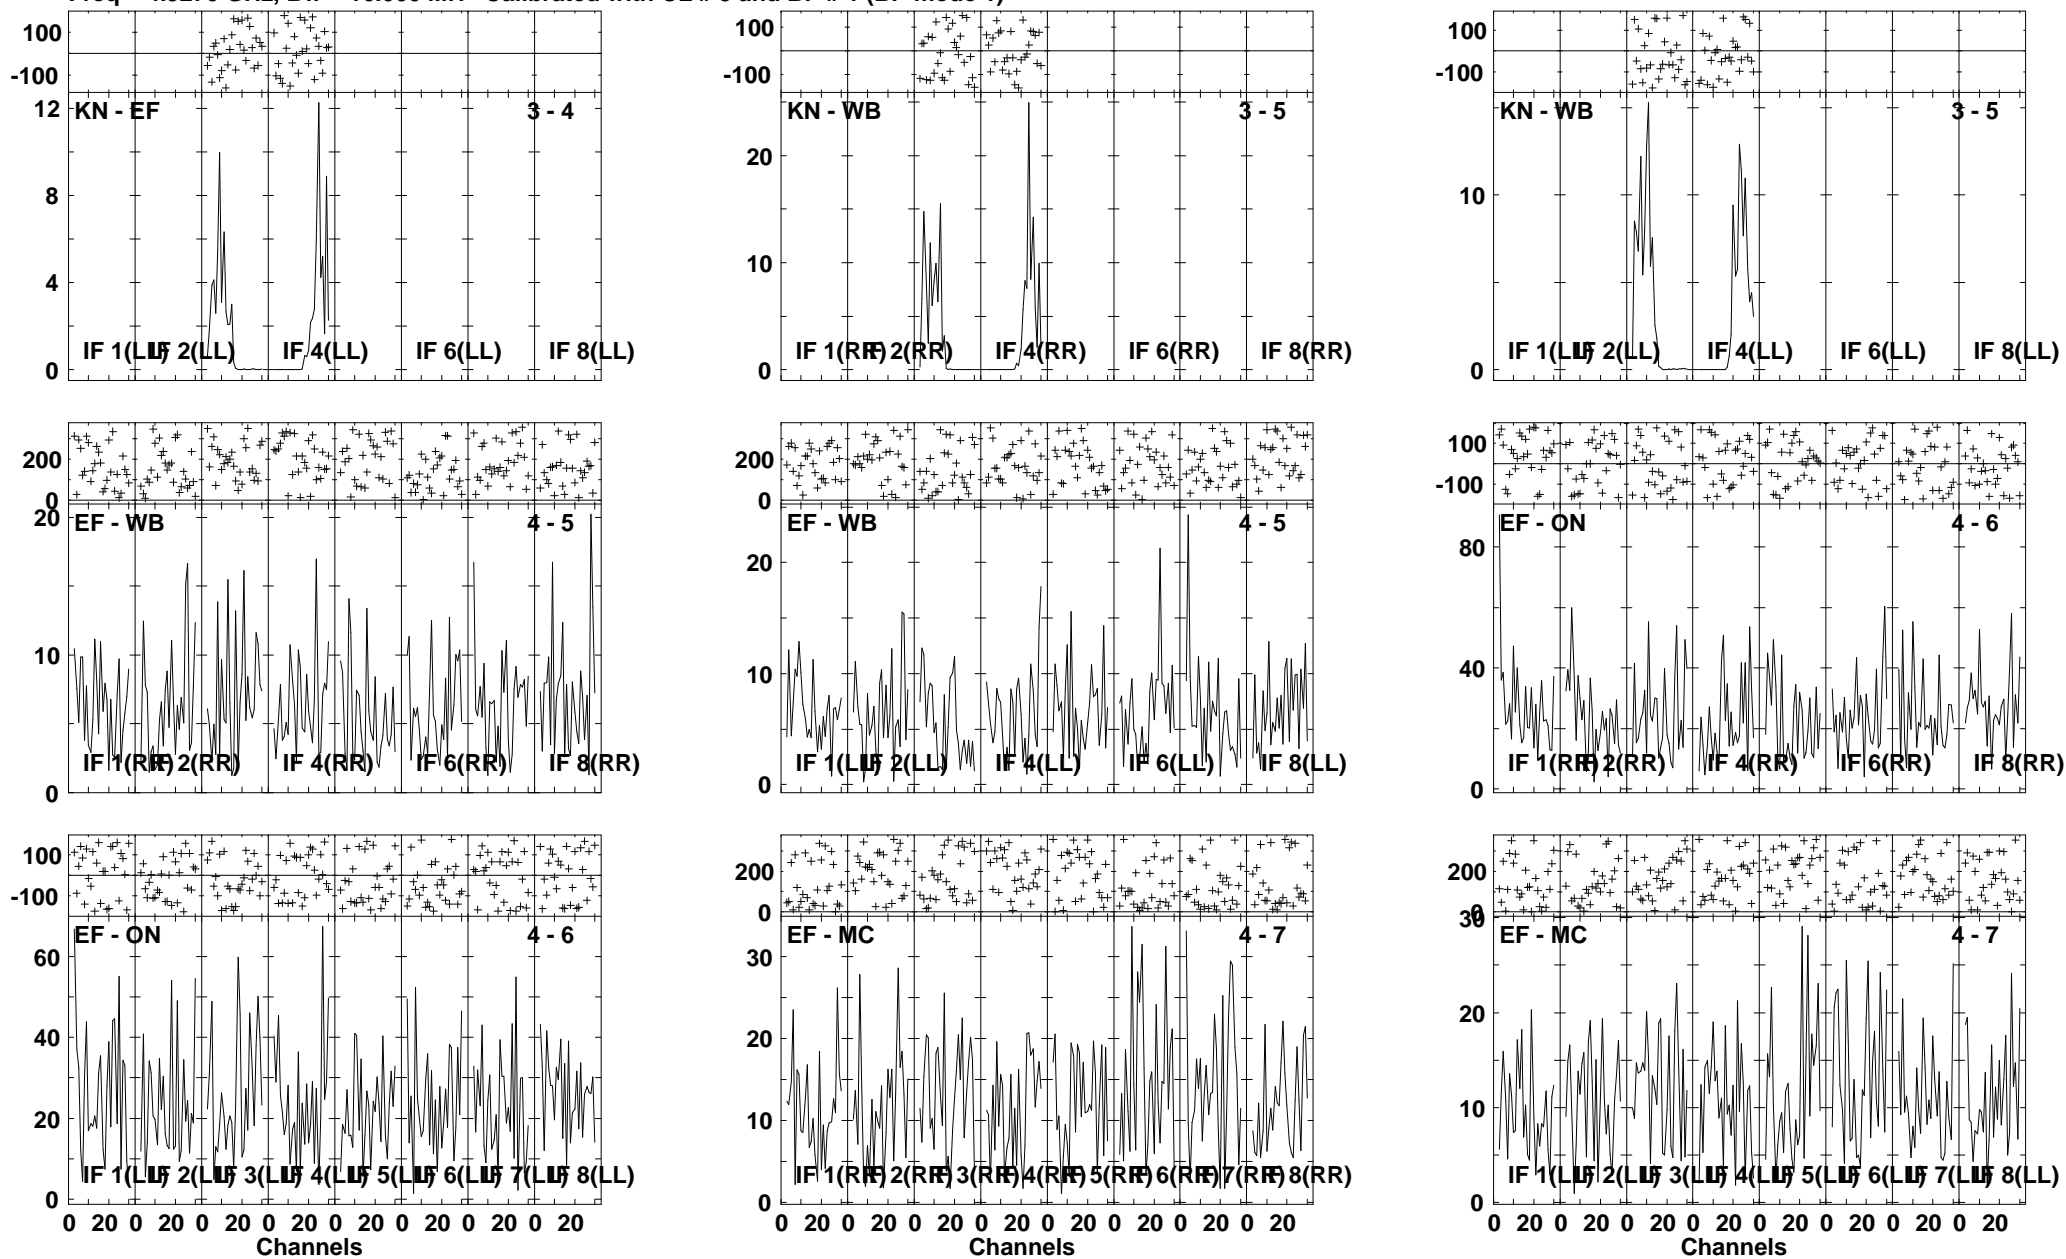 100 100 100
-100 -100 -100
KN - EF 3 - 4 KN - WB 3 - 5 KN - WB 3 - 5
12
20
8 10
4 10
IF 1(LL) IF 2(LL) IF 4(LL) IF 6(LL) IF 8(LL) IF 1(RR) IF 2(RR) IF 4(RR) IF 6(RR) IF 8(RR) IF 1(LL) IF 2(LL) IF 4(LL) IF 6(LL) IF 8(LL)
0 0 0
200 200 100
0 0 -100
EF - WB 4 - 5 EF - WB 4 - 5 EF - ON 4 - 6
20
20 80
10 10 40
IF 1(RR) IF 2(RR) IF 4(RR) IF 6(RR) IF 8(RR) IF 1(LL) IF 2(LL) IF 4(LL) IF 6(LL) IF 8(LL) IF 1(RR) IF 2(RR) IF 4(RR) IF 6(RR) IF 8(RR)
0 0 0
100 200 200
-100 0 0
EF - ON 4 - 6 EF - MC 4 - 7 EF - MC 4 - 7
60 30 30
40 20 20
20 10 10
IF 1(LL) IF 2(LL) IF 3(LL) IF 4(LL) IF 5(LL) IF 6(LL) IF 7(LL) IF 8(LL) IF 1(RR) IF 2(RR) IF 3(RR) IF 4(RR) IF 5(RR) IF 6(RR) IF 7(RR) IF 8(RR) IF 1(LL) IF 2(LL) IF 3(LL) IF 4(LL) IF 5(LL) IF 6(LL) IF 7(LL) IF 8(LL)
0 0 0
0 20 0 20 0 20 0 20 0 20 0 20 0 20 0 20 0 20 0 20 0 20 0 20 0 20 0 20 0 20 0 20 0 20 0 20 0 20 0 20 0 20 0 20 0 20 0 20
Channels Channels Channels